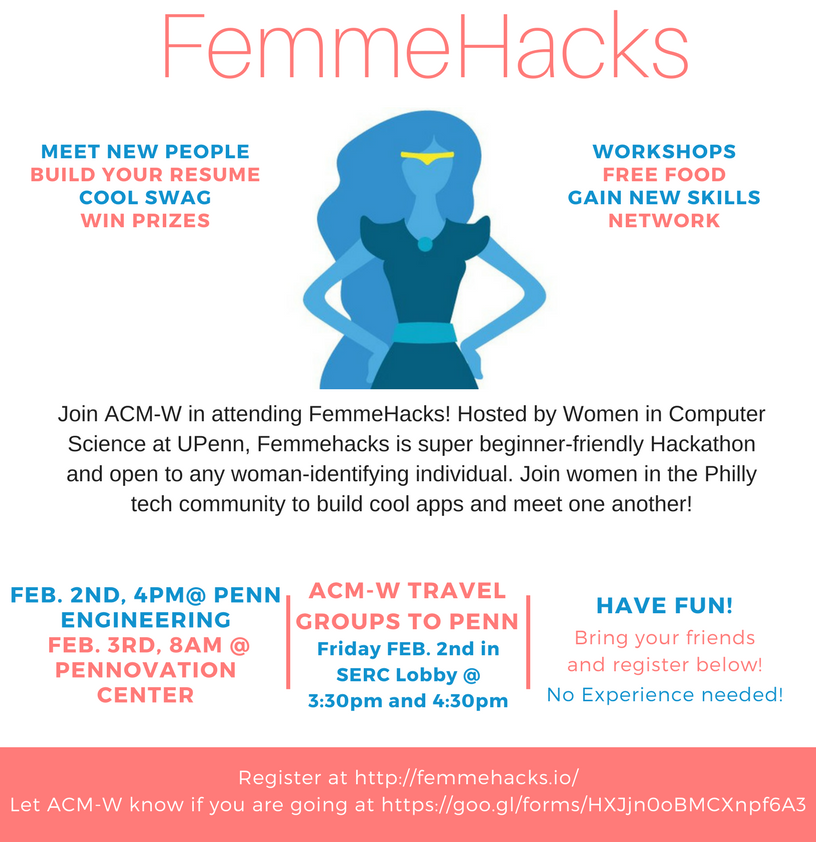 FemmeHacks
MEET NEW PEOPLE
BUILD YOUR RESUME
COOL SWAG
WIN PRIZES
WORKSHOPS
FREE FOOD
GAIN NEW SKILLS
NETWORK
Join ACM-W in attending FemmeHacks! Hosted by Women in Computer
Science at UPenn, Femmehacks is super beginner-friendly Hackathon
and open to any woman-identifying individual. Join women in the Philly
tech community to build cool apps and meet one another!
FEB. 2ND, 4PM@ PENN
ENGINEERING
FEB. 3RD, 8AM @
PENNOVATION
CENTER
ACM-W TRAVEL
GROUPS TO PENN
Friday FEB. 2nd in
SERC Lobby @
3:30pm and 4:30pm
HAVE FUN!
Bring your friends
and register below!
No Experience needed!
Register at http://femmehacks.io/
Let ACM-W know if you are going at https://goo.gl/forms/HXJjn0oBMCXnpf6A3